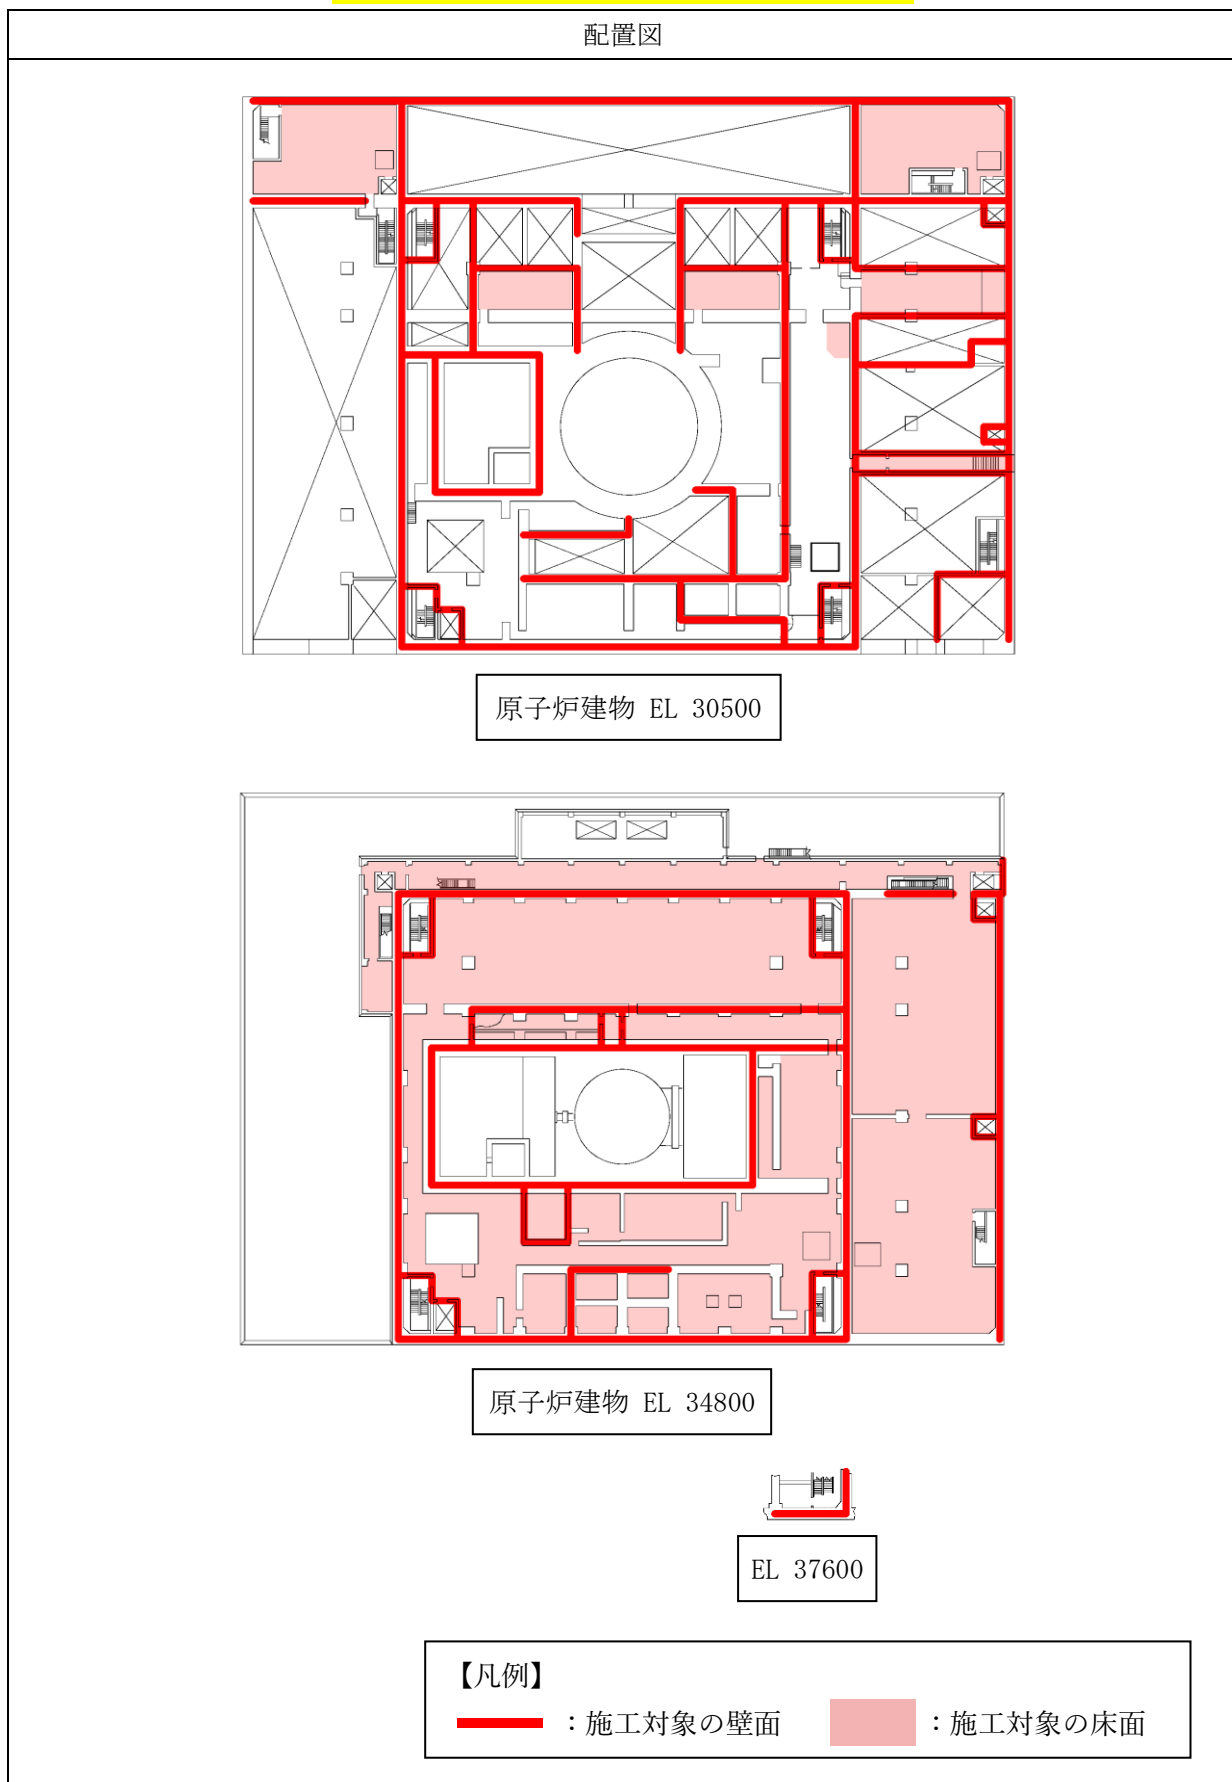 配置図
原子炉建物 EL 30500
原子炉建物 EL 34800
EL 37600
【凡例】
：施工対象の壁面 ：施工対象の床面